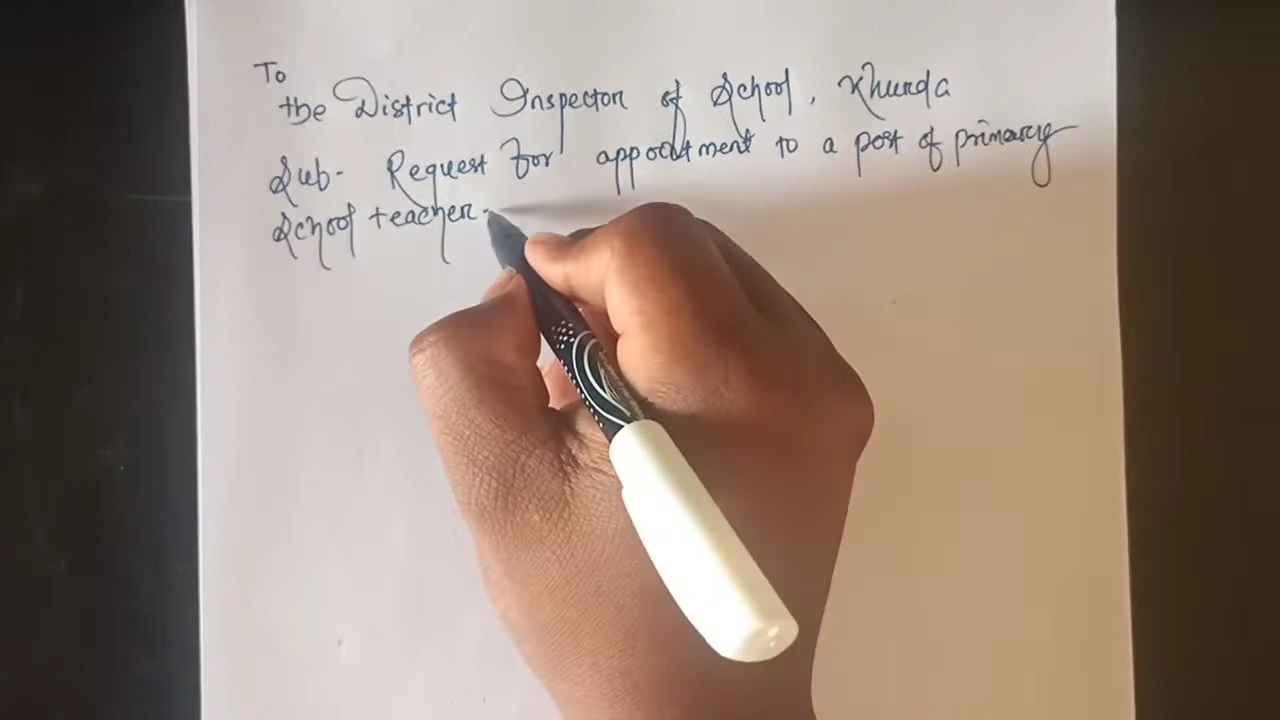 To
the District Inspector of School, Khurda
Sub- Request for appointment to a post of primary
School teacher.